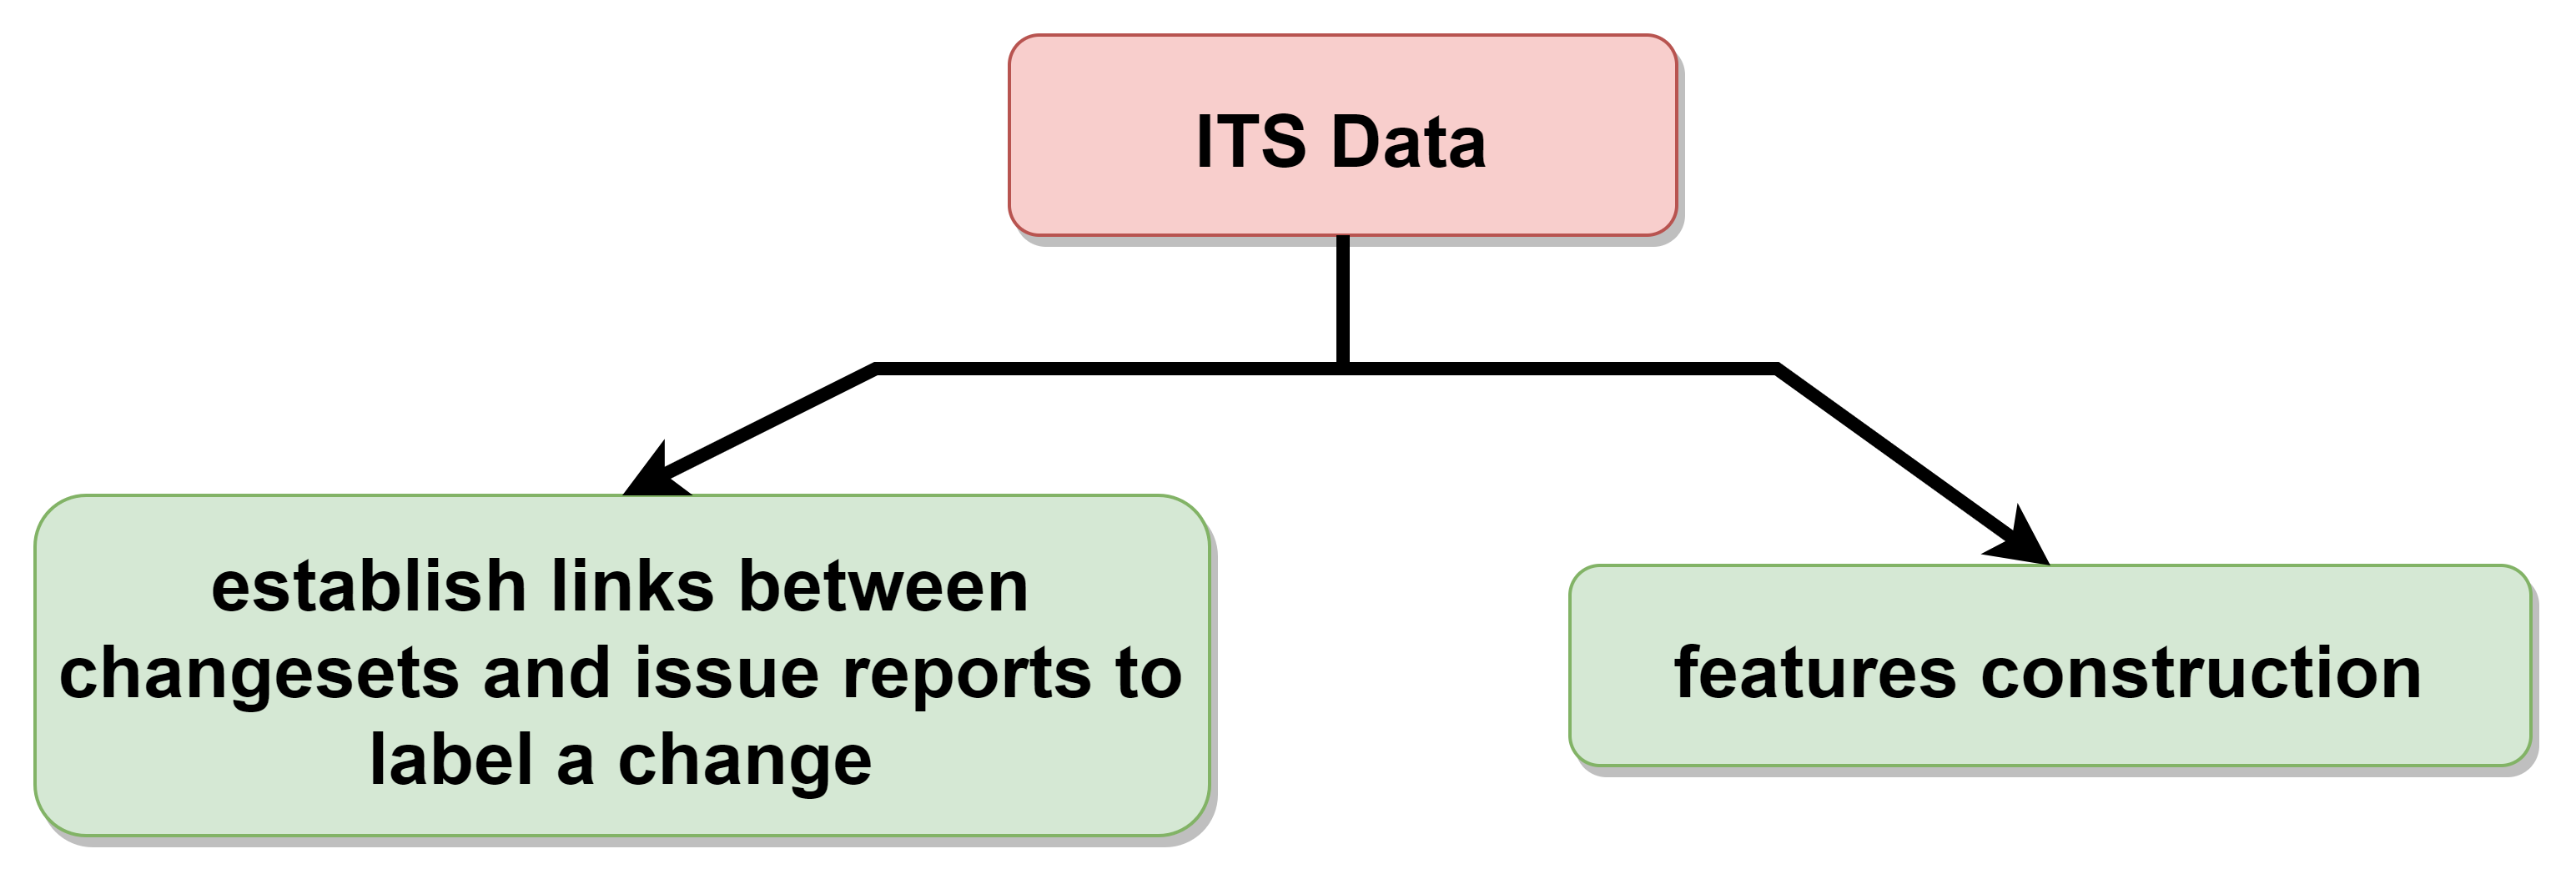 ITS Data
establish links between
changesets and issue reports to
label a change
features construction